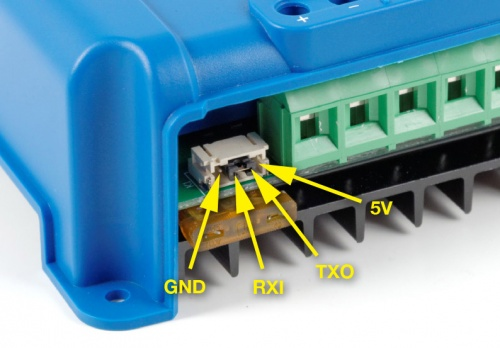 + −
5V
TXO
GND RXI